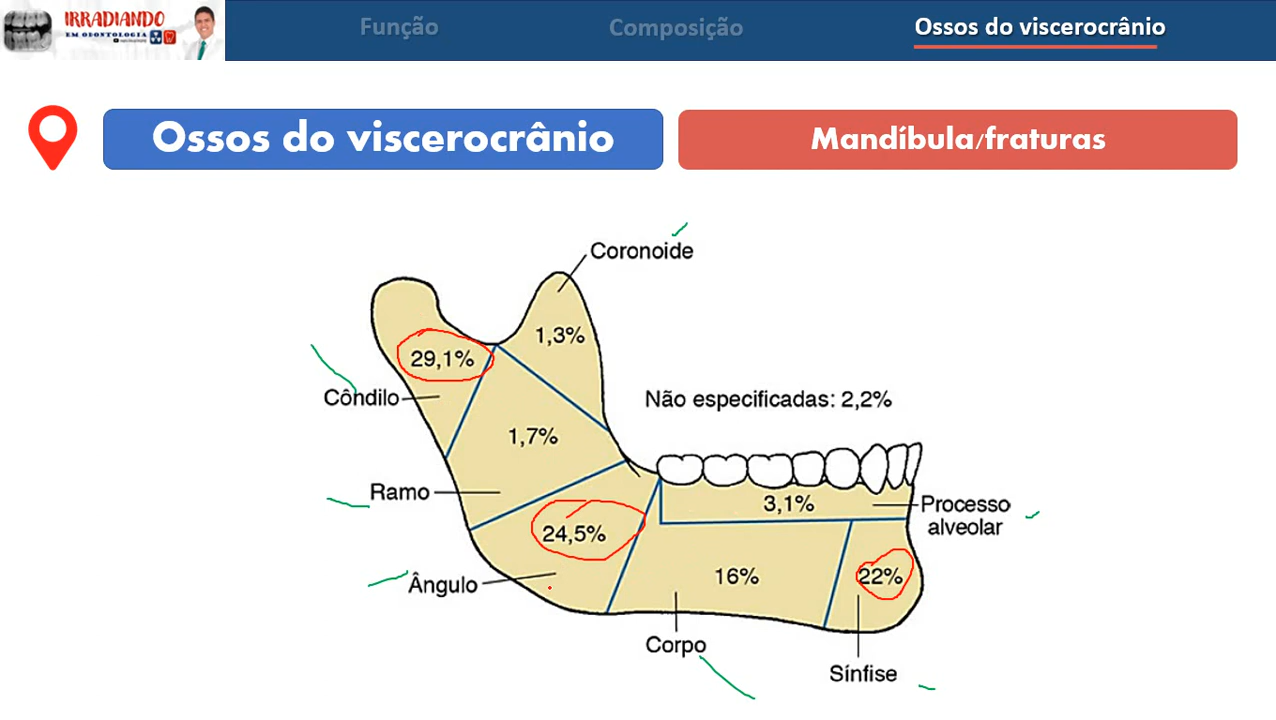 IRRADIANDO
EM ODONTOLOGIA
Função
Composição
Ossos do viscerocrânio
Ossos do viscerocrânio
Mandíbula/fraturas
Coronoide
1,3%
29,1%
Côndilo
Não especificadas: 2,2%
1,7%
Ramo
3,1%
Processo
alveolar
24,5%
Ângulo
16%
22%
Corpo
Sínfise